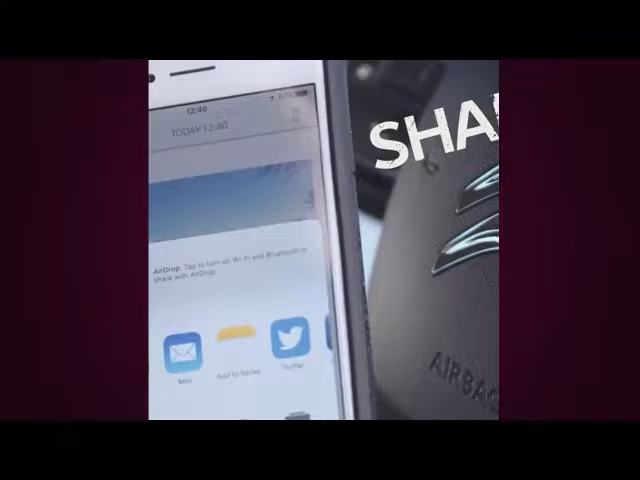 12:40
TODAY 12:40
SHA
AirDrop. Tap to turn on Wi-Fi and Bluetooth to
share with AirDrop.
Mail
Add to Notes
Twitter
AIRBAG